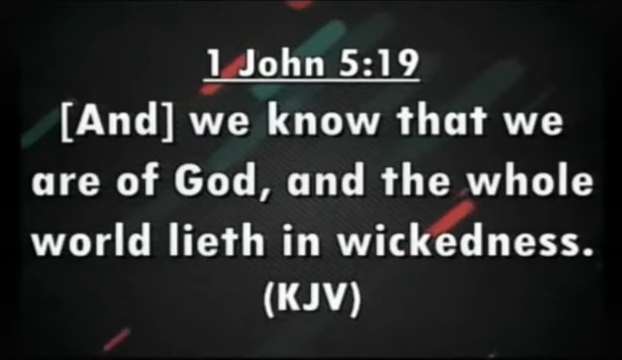 1 John 5:19
[And] we know that we
are of God, and the whole
world lieth in wickedness.
(KJV)